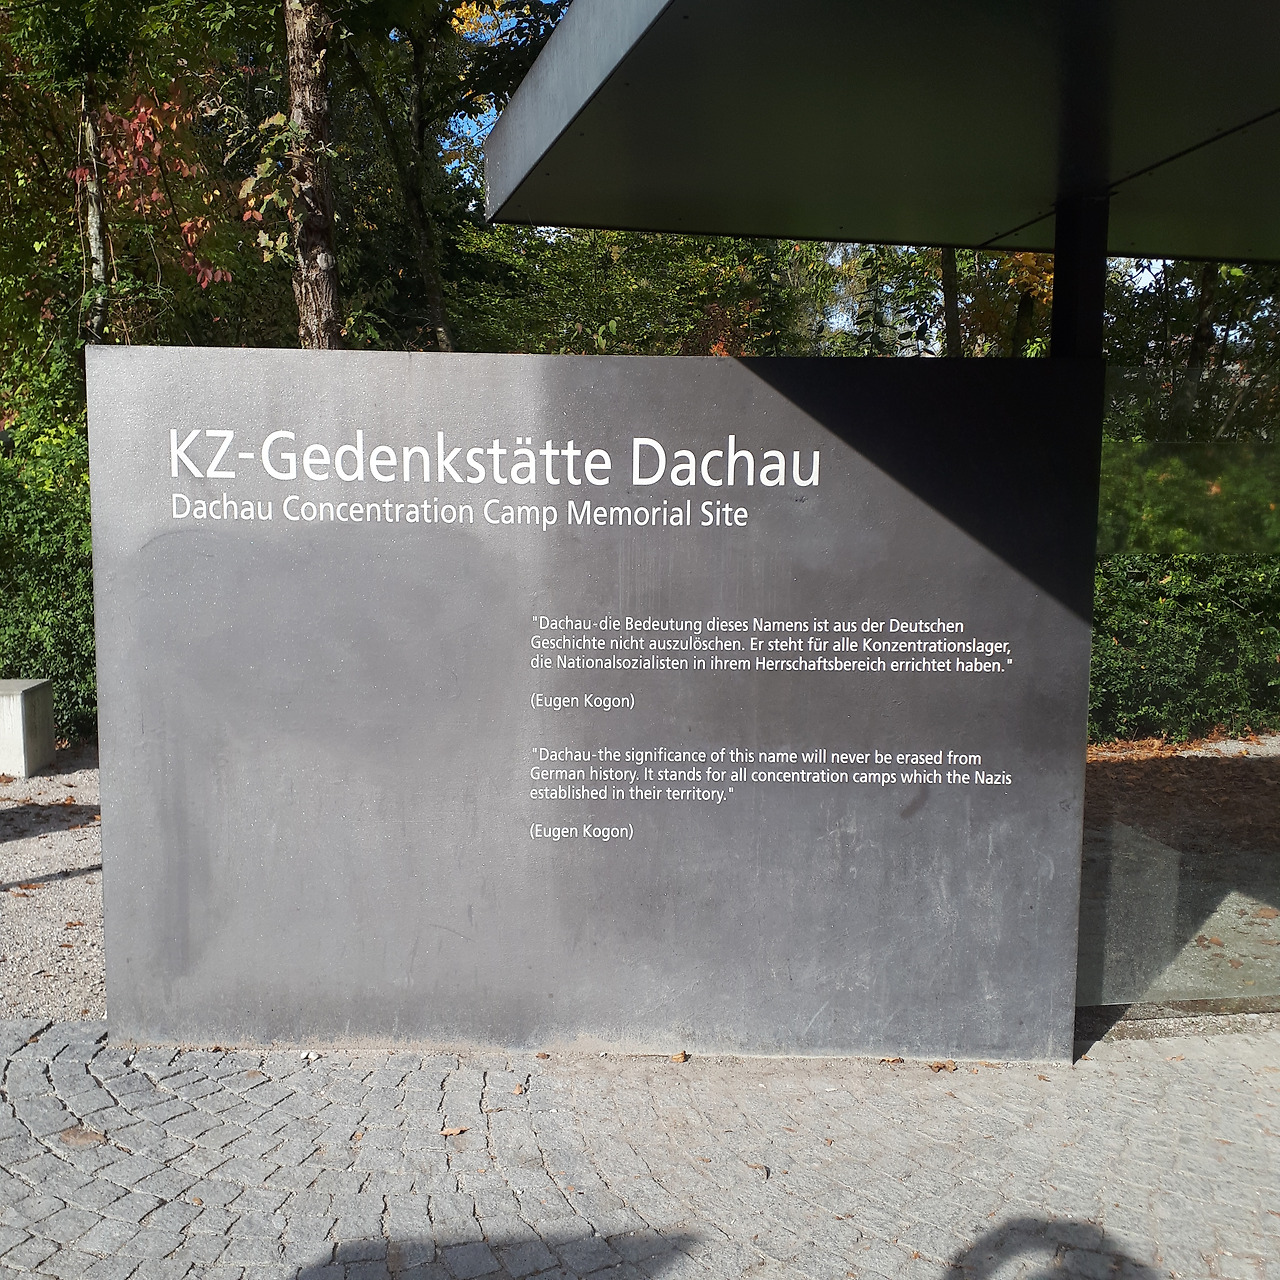 KZ-Gedenkstätte Dachau
Dachau Concentration Camp Memorial Site
"Dachau-die Bedeutung dieses Namens ist aus der Deutschen
Geschichte nicht auszulöschen. Er steht für alle Konzentrationslager,
die Nationalsozialisten in ihrem Herrschaftsbereich errichtet haben."
(Eugen Kogon)
"Dachau-the significance of this name will never be erased from
German history. It stands for all concentration camps which the Nazis
established in their territory."
(Eugen Kogon)